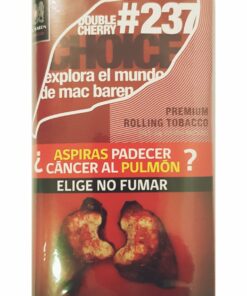 DOUBLE
CHERRY
#237
CHOICE
explora el mundo
de mac baren
PREMIUM
ROLLING TOBACCO
¿ ASPIRAS PADECER
CÁNCER AL PULMÓN ?
ELIGE NO FUMAR